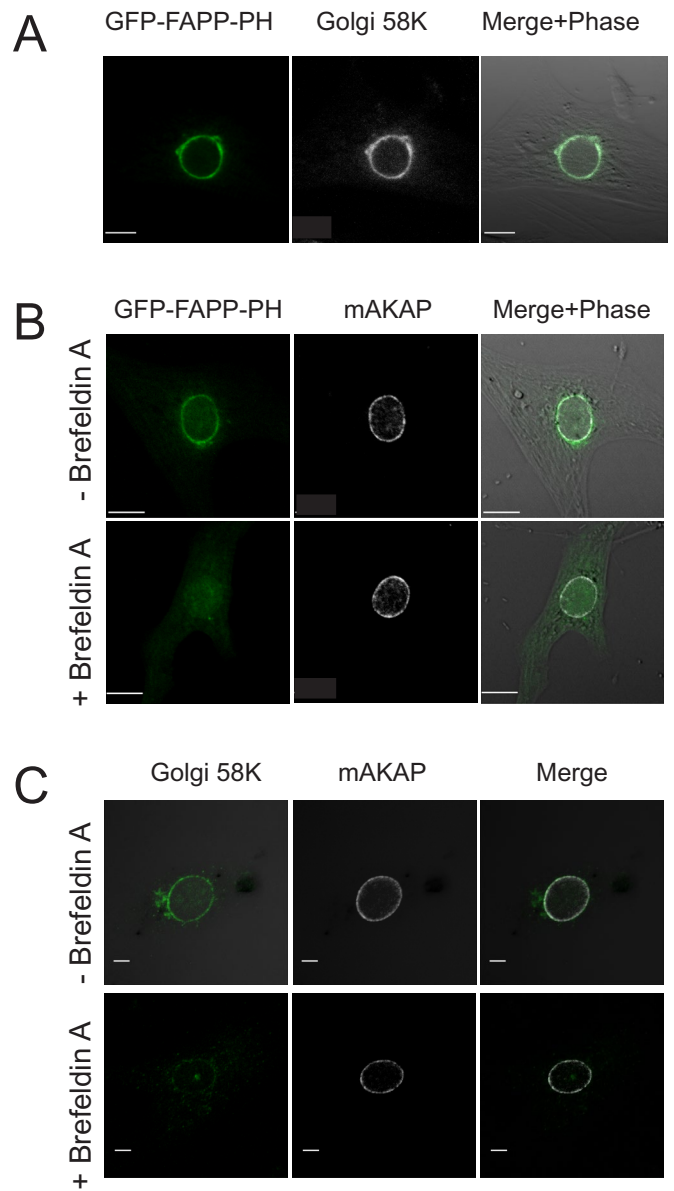 A
GFP-FAPP-PH Golgi 58K Merge+Phase
B
GFP-FAPP-PH mAKAP Merge+Phase
- Brefeldin A
+ Brefeldin A
C
Golgi 58K mAKAP Merge
- Brefeldin A
+ Brefeldin A